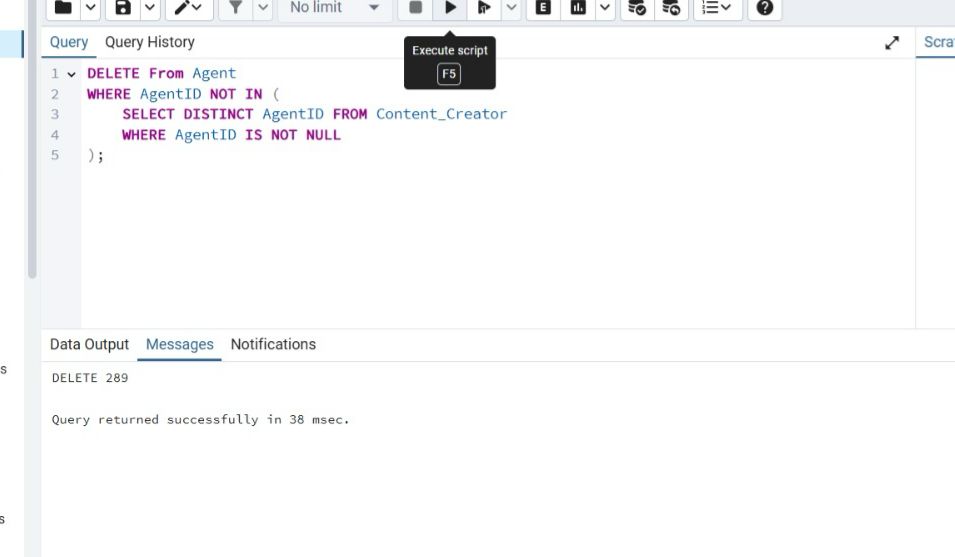 No limit
E
Query Query History
Scra
Execute script
F5
1 DELETE From Agent
2 WHERE AgentID NOT IN (
3 SELECT DISTINCT AgentID FROM Content_Creator
4 WHERE AgentID IS NOT NULL
5 );
Data Output Messages Notifications
s
DELETE 289
Query returned successfully in 38 msec.
s